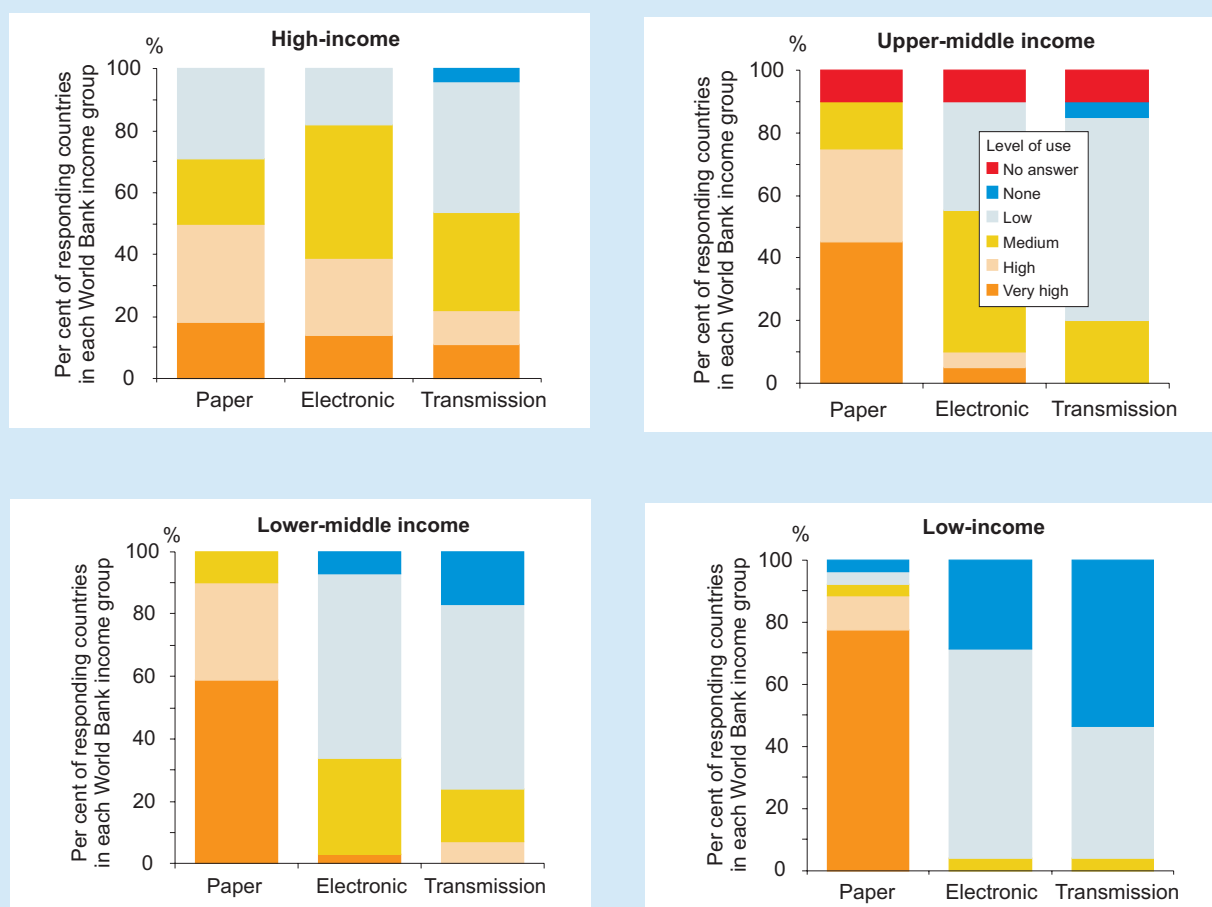 High-income
%
Per cent of responding countries
in each World Bank income group
100
80
60
40
20
0
Paper Electronic Transmission
Upper-middle income
%
Per cent of responding countries
in each World Bank income group
100
80
60
40
20
0
Level of use
No answer
None
Low
Medium
High
Very high
Paper Electronic Transmission
Lower-middle income
%
Per cent of responding countries
in each World Bank income group
100
80
60
40
20
0
Paper Electronic Transmission
Low-income
%
Per cent of responding countries
in each World Bank income group
100
80
60
40
20
0
Paper Electronic Transmission